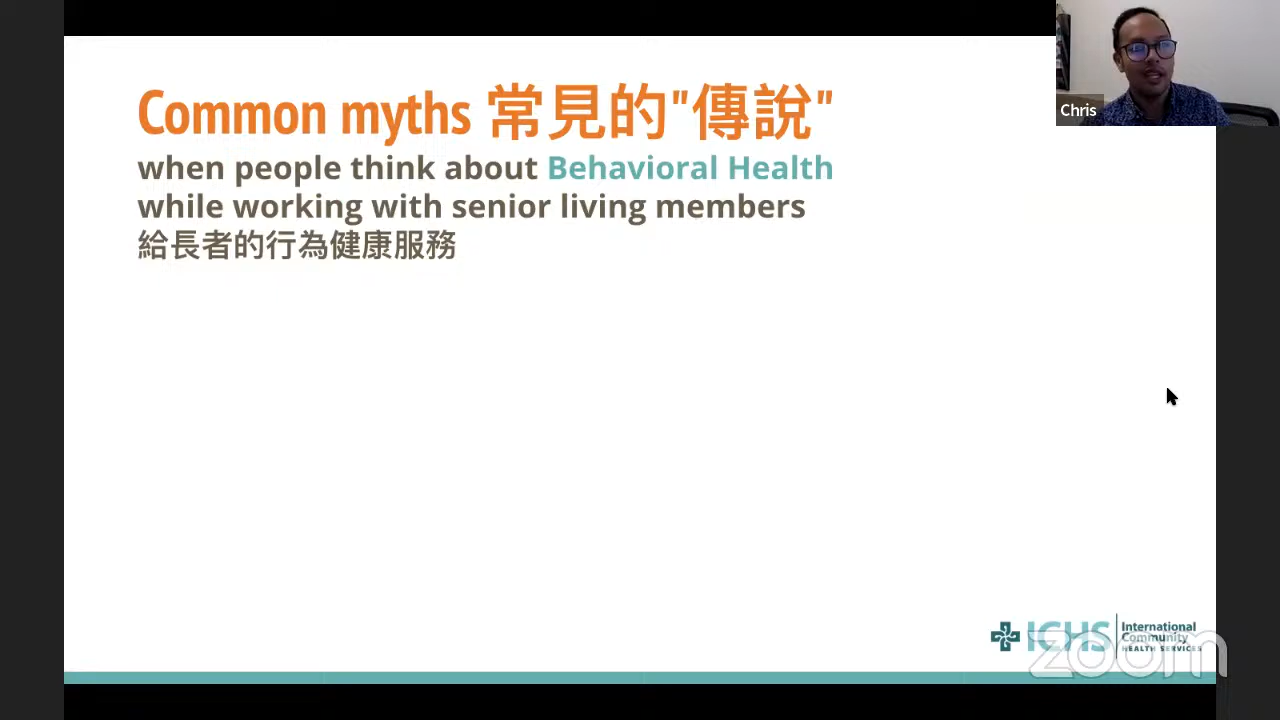 Common myths 常見的"傳說"
when people think about Behavioral Health
while working with senior living members
給長者的行為健康服務
Chris
ICHS
International
Community
HEALTH SERVICES
zoom